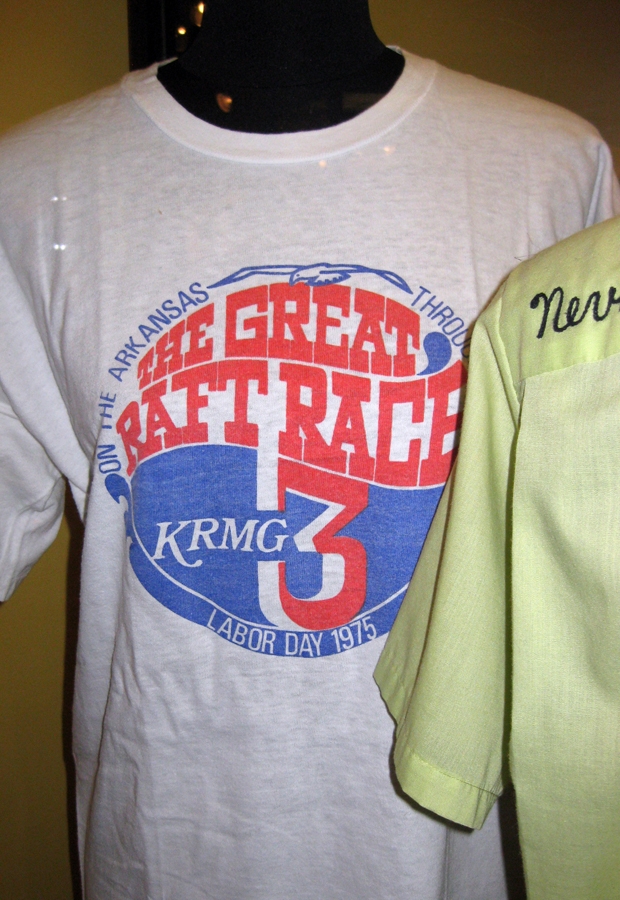 ON THE ARKANSAS
THE GREAT
RAFT RACE
3
KRMG
LABOR DAY 1975